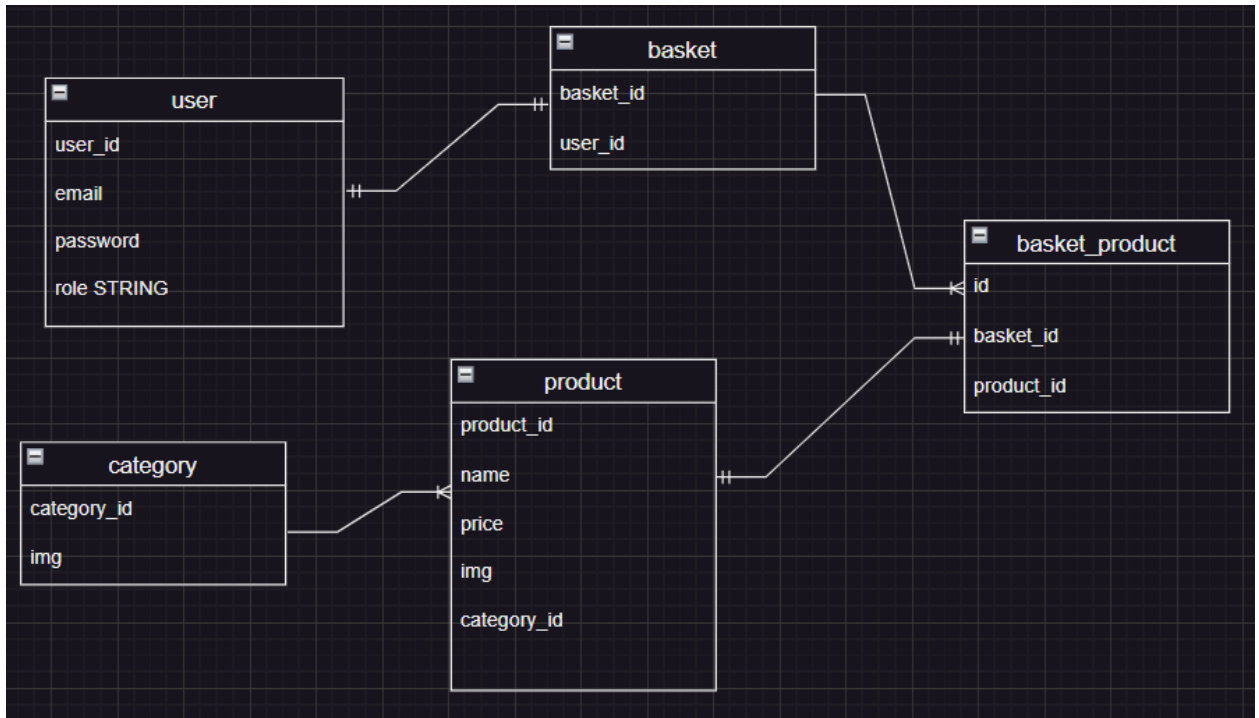 user
user_id
email
password
role STRING
basket
basket_id
user_id
basket_product
id
basket_id
product_id
product
product_id
name
price
img
category_id
category
category_id
img